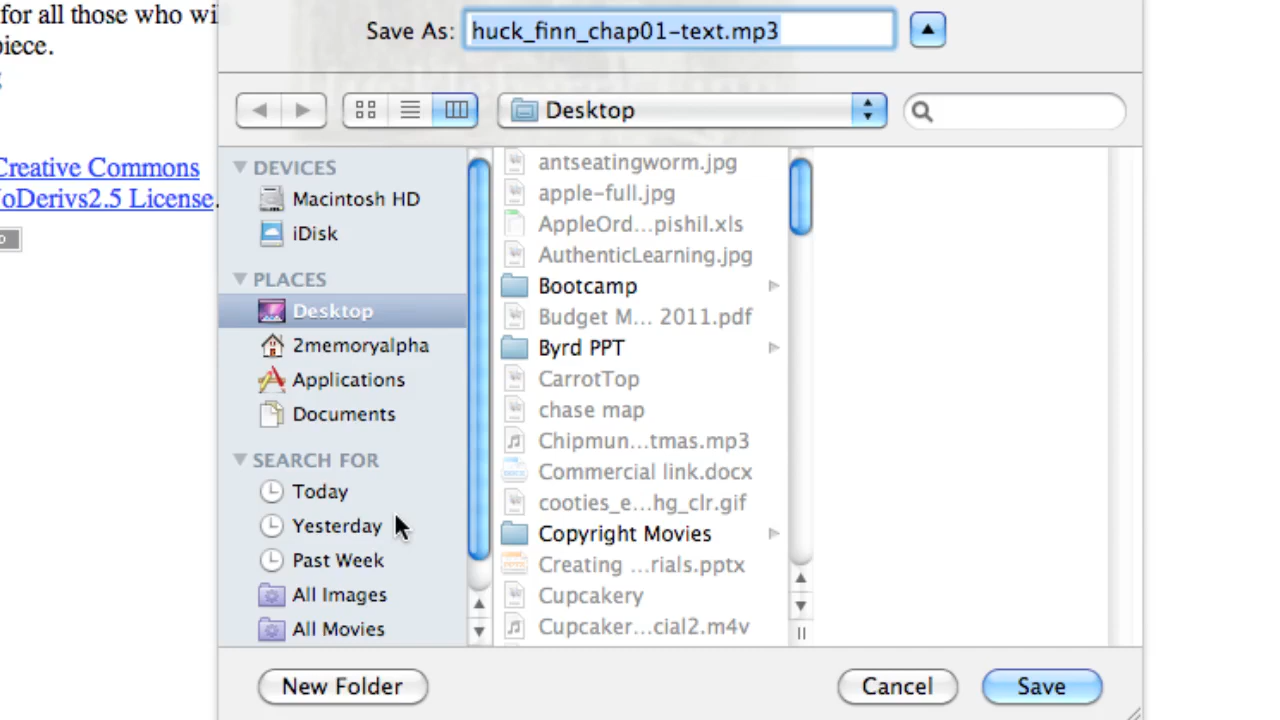 for all those who wi
piece.
Creative Commons
NoDerivs2.5 License.
Save As: huck_finn_chap01-text.mp3
Desktop
DEVICES
Macintosh HD
iDisk
PLACES
Desktop
2memoryalpha
Applications
Documents
SEARCH FOR
Today
Yesterday
Past Week
All Images
All Movies
antseatingworm.jpg
apple-full.jpg
AppleOrd...pishil.xls
AuthenticLearning.jpg
Bootcamp
Budget M... 2011.pdf
Byrd PPT
CarrotTop
chase map
Chipmun...tmas.mp3
Commercial link.docx
cooties_e...hg_clr.gif
Copyright Movies
Creating ...rials.pptx
Cupcakery
Cupcaker...cial2.m4v
New Folder
Cancel
Save